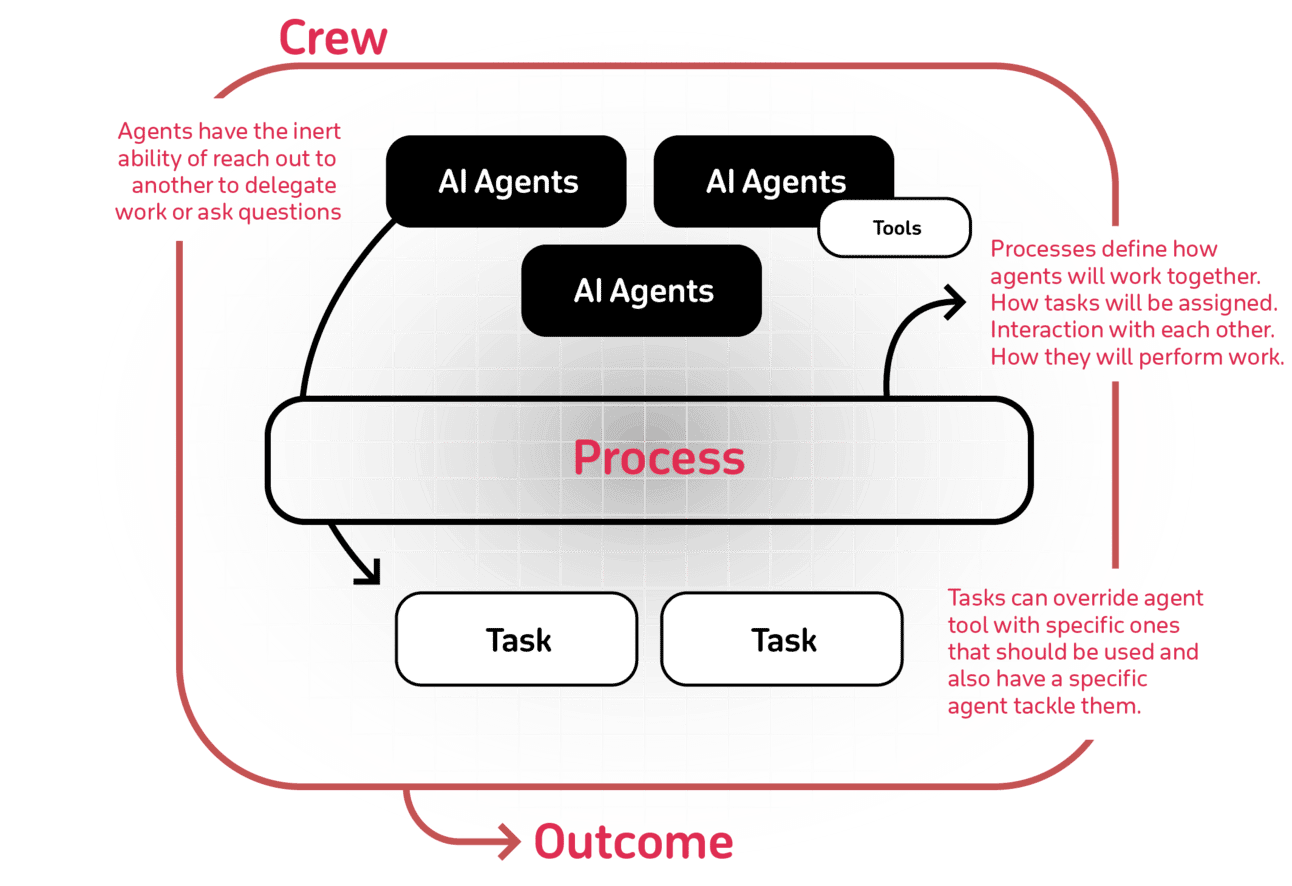 Crew
Agents have the inert
ability of reach out to
another to delegate
work or ask questions
AI Agents
AI Agents
Tools
AI Agents
Processes define how
agents will work together.
How tasks will be assigned.
Interaction with each other.
How they will perform work.
Process
Task
Task
Tasks can override agent
tool with specific ones
that should be used and
also have a specific
agent tackle them.
Outcome